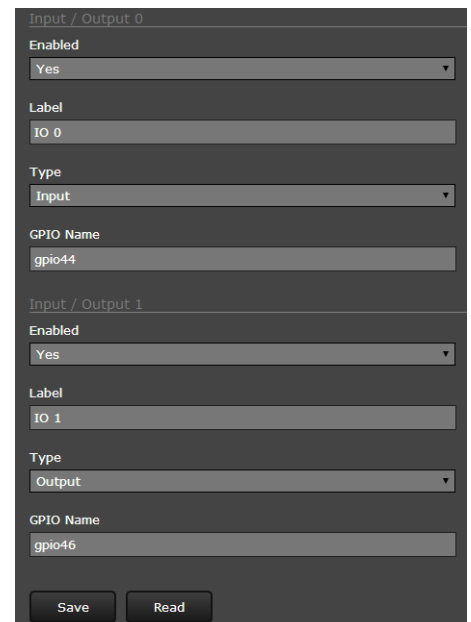 Input / Output 0
Enabled
Yes
Label
IO 0
Type
Input
GPIO Name
gpio44
Input / Output 1
Enabled
Yes
Label
IO 1
Type
Output
GPIO Name
gpio46
Save Read